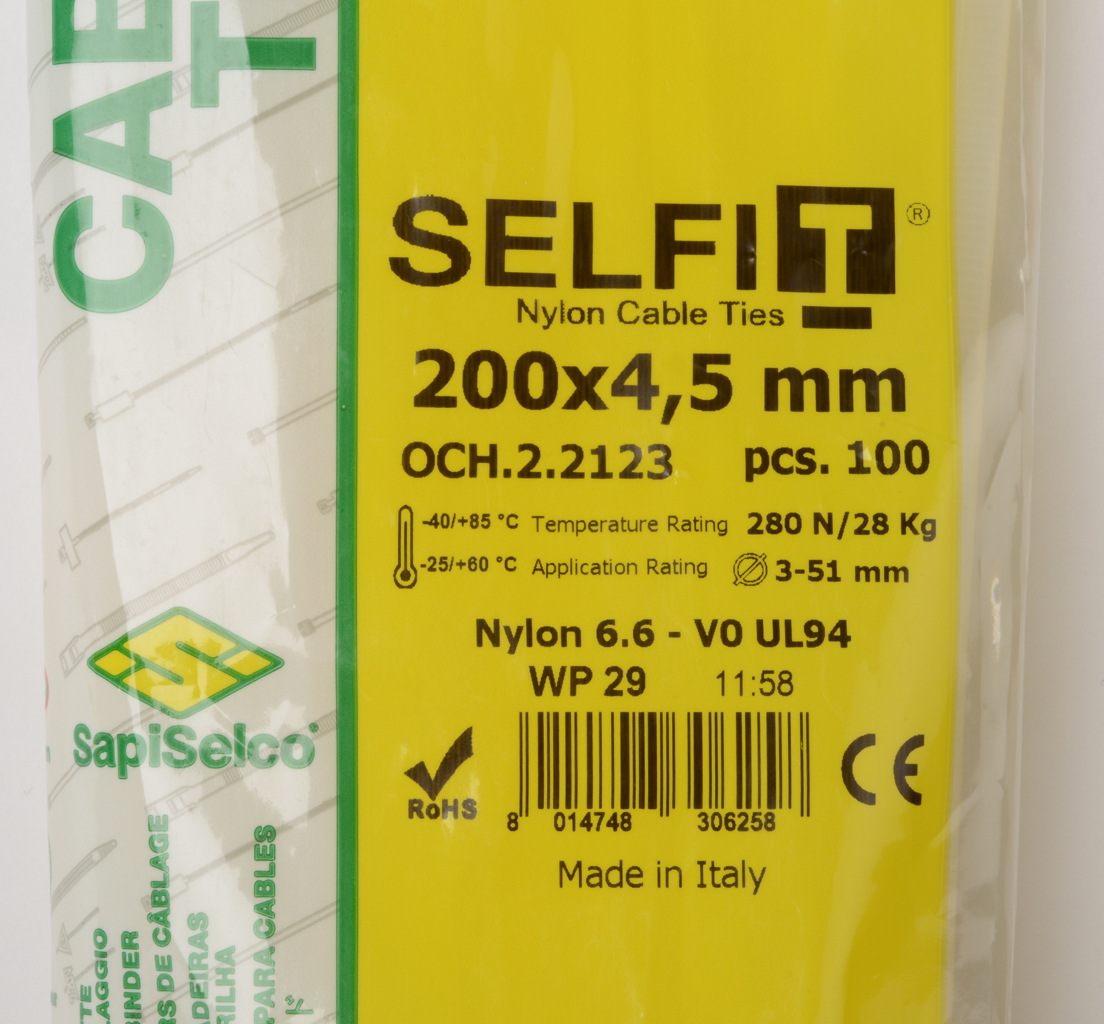 SELFIT®
Nylon Cable Ties
200x4,5 mm
OCH.2.2123 pcs. 100
-40/+85 °C Temperature Rating 280 N/28 Kg
-25/+60 °C Application Rating 3-51 mm
Nylon 6.6 - V0 UL94
WP 29 11:58
RoHS
CE
8 014748 306258
Made in Italy
SapiSelco
RS DE CÂBLAGE
PARA CABLES